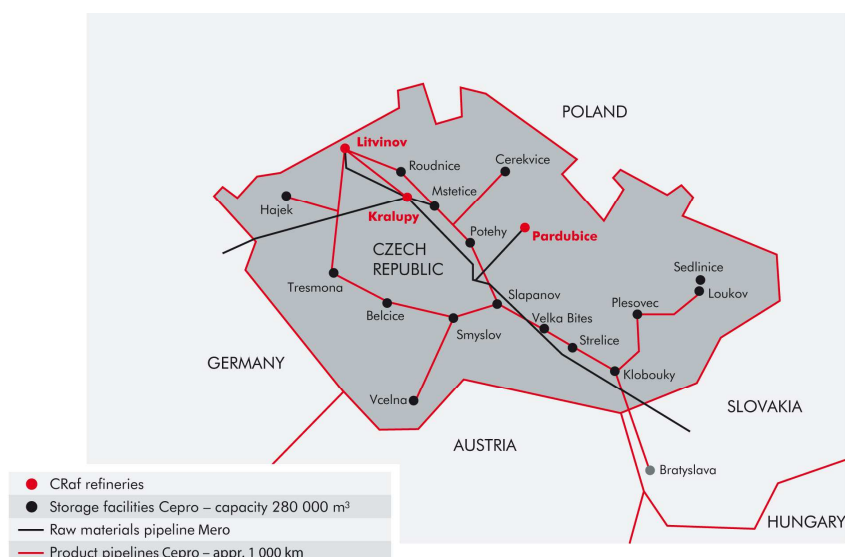 POLAND
Litvinov
Roudnice
Cerekvice
Hajek
Mstetice
Kralupy
Potehy
Pardubice
CZECH
REPUBLIC
Sedlinice
Tresmona
Slapanov
Plesovec
Loukov
Belcice
Velka Bites
Smyslov
Strelice
GERMANY
Klobouky
Vcelna
SLOVAKIA
AUSTRIA
Bratyslava
HUNGARY
CRaf refineries
Storage facilities Cepro – capacity 280 000 m³
Raw materials pipeline Mero
Product pipelines Cepro – appr. 1 000 km